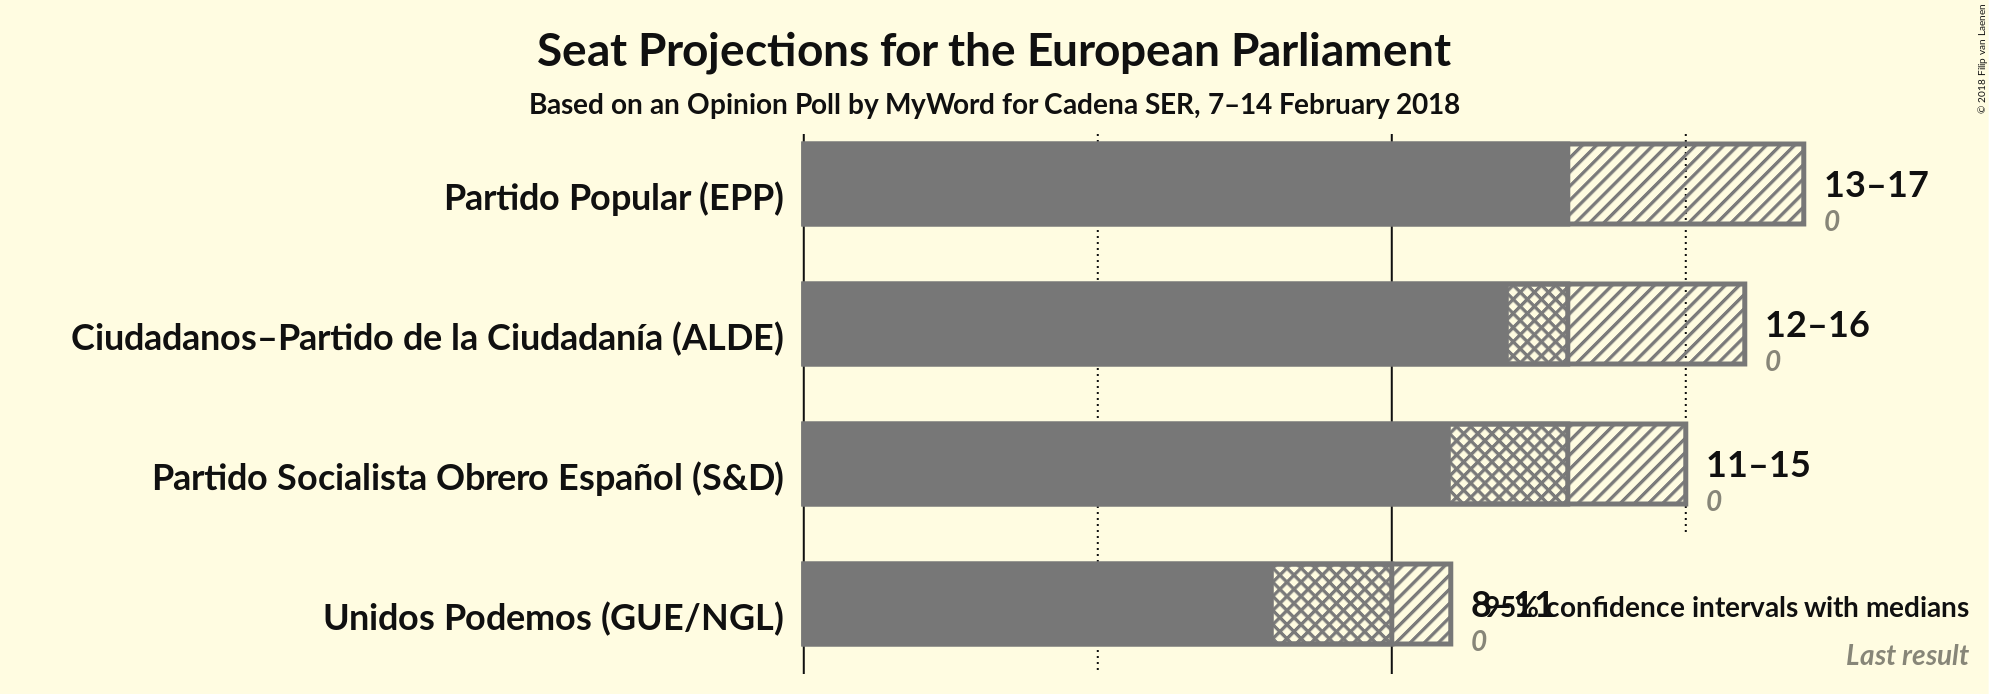 Seat Projections for the European Parliament
Based on an Opinion Poll by MyWord for Cadena SER, 7–14 February 2018
© 2018 Filip van Laenen
Partido Popular (EPP)
13–17
0
Ciudadanos–Partido de la Ciudadanía (ALDE)
12–16
0
Partido Socialista Obrero Español (S&D)
11–15
0
Unidos Podemos (GUE/NGL)
8–11
0
95% confidence intervals with medians
Last result